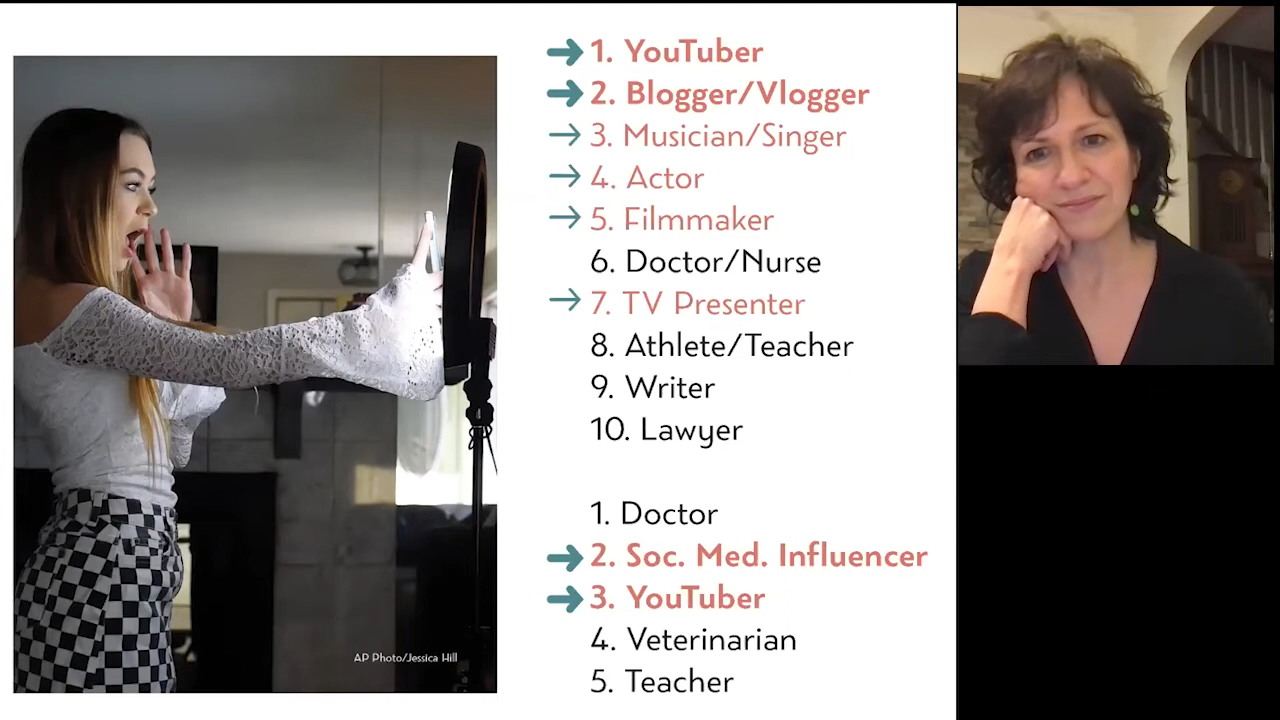 1. YouTuber
2. Blogger/Vlogger
3. Musician/Singer
4. Actor
5. Filmmaker
6. Doctor/Nurse
7. TV Presenter
8. Athlete/Teacher
9. Writer
10. Lawyer
1. Doctor
2. Soc. Med. Influencer
3. YouTuber
4. Veterinarian
5. Teacher
AP Photo/Jessica Hill